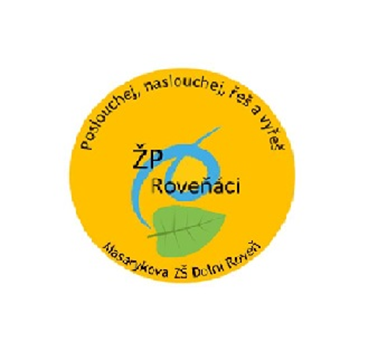 Poslouchej, naslouchej, řeš a vyřeš
ŽP
Roveňáci
Masarykova ZŠ Dolní Roveň